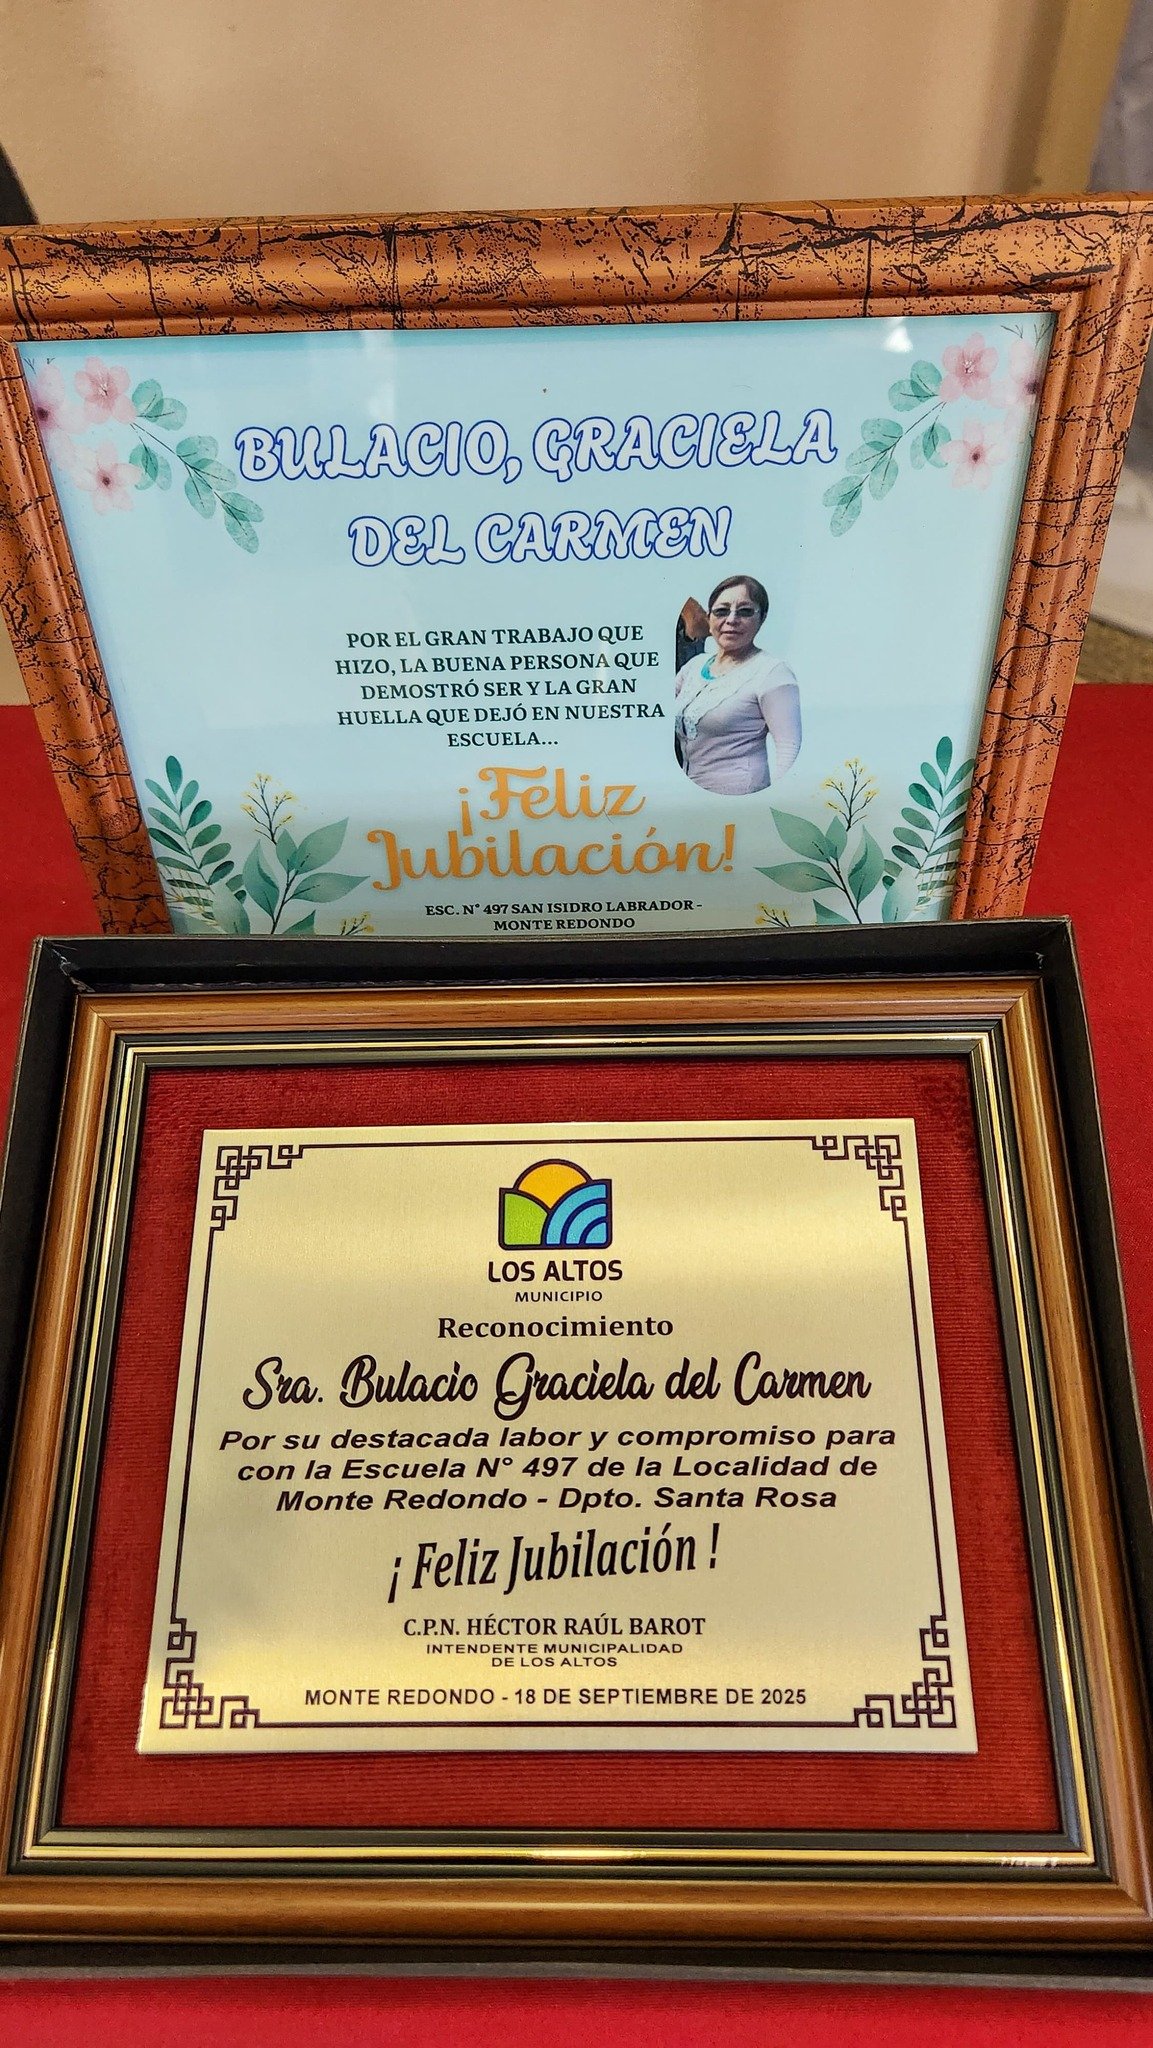 BULACIO, GRACIELA
DEL CARMEN
POR EL GRAN TRABAJO QUE
HIZO, LA BUENA PERSONA QUE
DEMOSTRÓ SER Y LA GRAN
HUELLA QUE DEJÓ EN NUESTRA
ESCUELA...
¡Feliz
Jubilación!
ESC. N° 497 SAN ISIDRO LABRADOR -
MONTE REDONDO
LOS ALTOS
MUNICIPIO
Reconocimiento
Sra. Bulacio Graciela del Carmen
Por su destacada labor y compromiso para
con la Escuela N° 497 de la Localidad de
Monte Redondo - Dpto. Santa Rosa
¡ Feliz Jubilación !
C.P.N. HÉCTOR RAÚL BAROT
INTENDENTE MUNICIPALIDAD
DE LOS ALTOS
MONTE REDONDO - 18 DE SEPTIEMBRE DE 2025